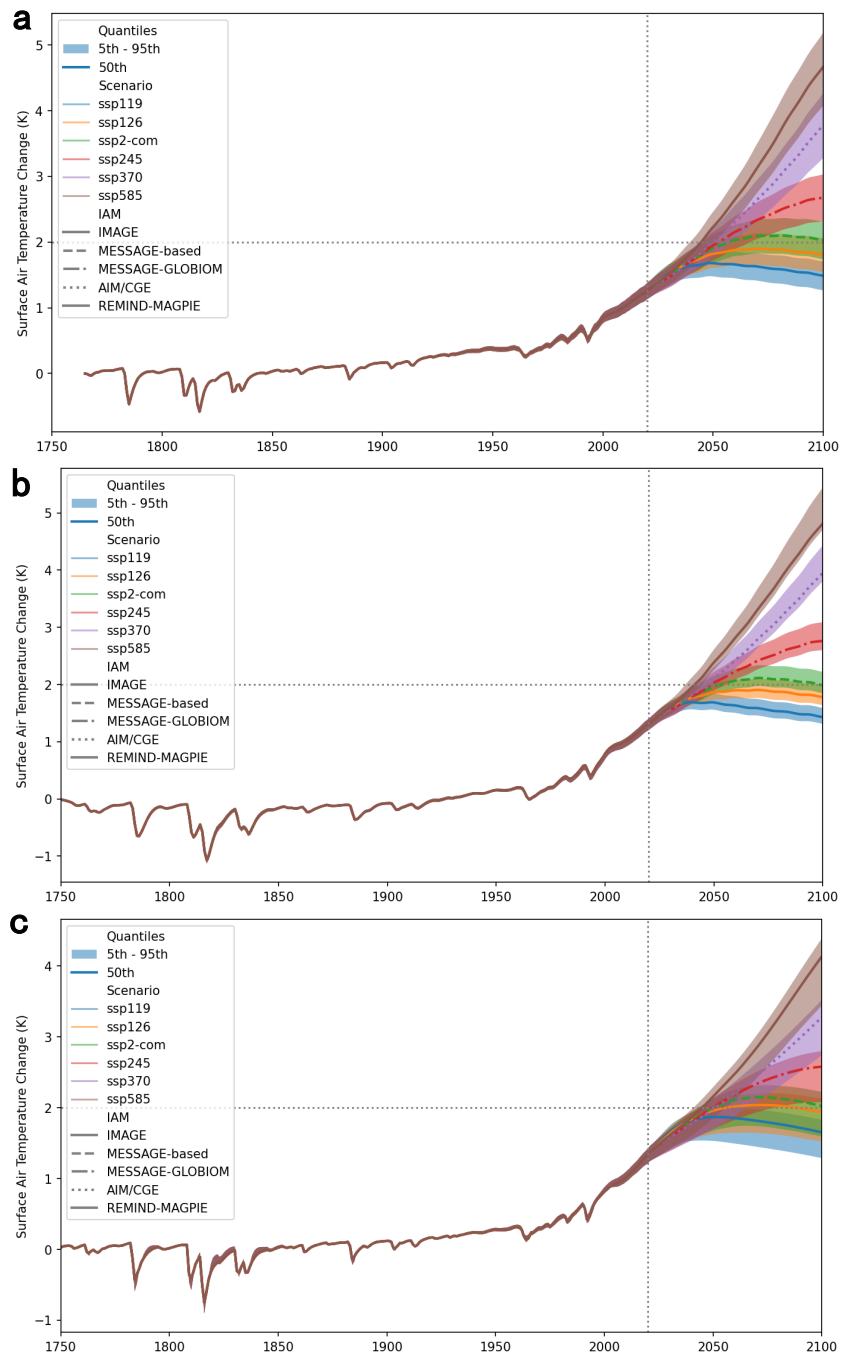 a
Surface Air Temperature Change (K)
5
4
3
2
1
0
Quantiles
5th - 95th
50th
Scenario
ssp119
ssp126
ssp2-com
ssp245
ssp370
ssp585
IAM
IMAGE
MESSAGE-based
MESSAGE-GLOBIOM
AIM/CGE
REMIND-MAGPIE
1750 1800 1850 1900 1950 2000 2050 2100
b
Surface Air Temperature Change (K)
5
4
3
2
1
0
−1
Quantiles
5th - 95th
50th
Scenario
ssp119
ssp126
ssp2-com
ssp245
ssp370
ssp585
IAM
IMAGE
MESSAGE-based
MESSAGE-GLOBIOM
AIM/CGE
REMIND-MAGPIE
1750 1800 1850 1900 1950 2000 2050 2100
c
Surface Air Temperature Change (K)
4
3
2
1
0
−1
Quantiles
5th - 95th
50th
Scenario
ssp119
ssp126
ssp2-com
ssp245
ssp370
ssp585
IAM
IMAGE
MESSAGE-based
MESSAGE-GLOBIOM
AIM/CGE
REMIND-MAGPIE
1750 1800 1850 1900 1950 2000 2050 2100